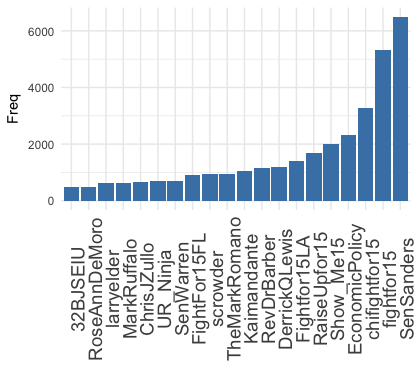 Freq
6000
4000
2000
0
32BJSEIU
RoseAnnDeMoro
larryelder
MarkRuffalo
ChrisJZullo
UR_Ninja
SenWarren
FightFor15FL
scrowder
TheMarkRomano
Kaimandante
RevDrBarber
DerrickQLewis
Fightfor15LA
RaiseUpfor15
Show_Me15
EconomicPolicy
chifightfor15
fightfor15
SenSanders